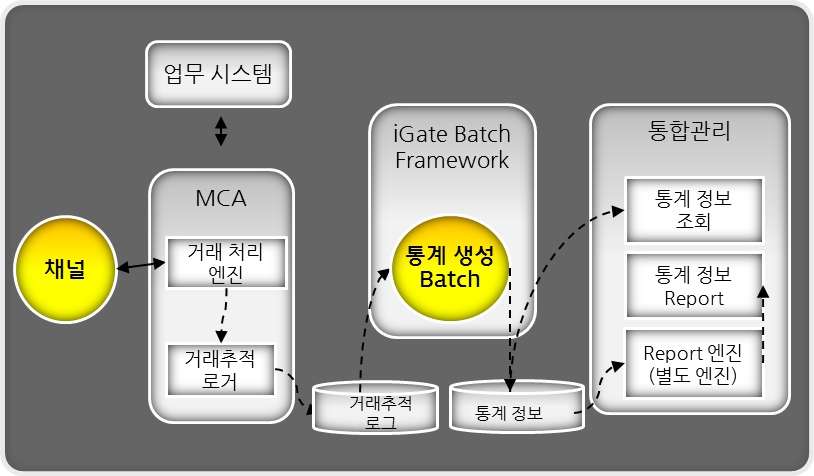 업무 시스템
MCA
채널
거래 처리
엔진
거래추적
로거
iGate Batch
Framework
통계 생성
Batch
거래추적
로그
통계 정보
통합관리
통계 정보
조회
통계 정보
Report
Report 엔진
(별도 엔진)